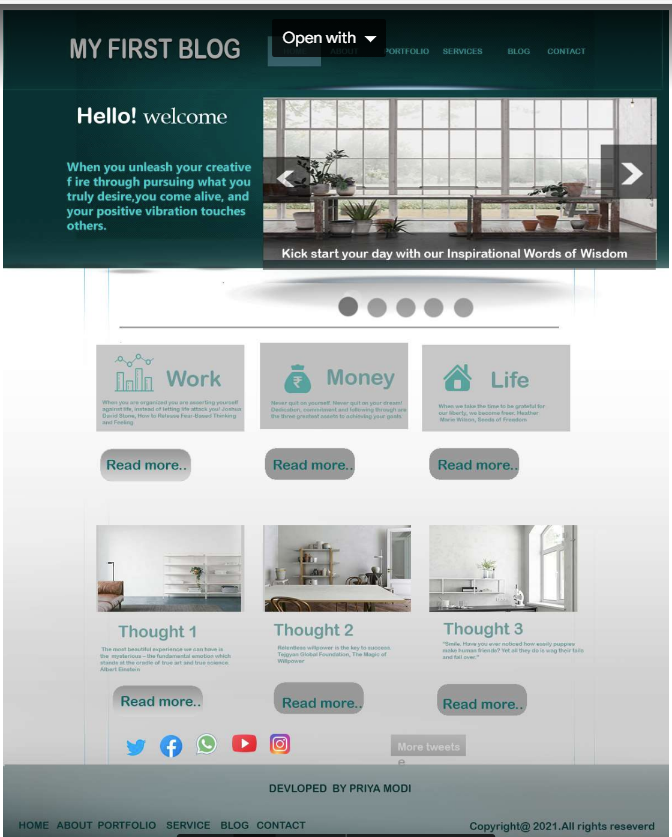 MY FIRST BLOG
Open with
HOME ABOUT PORTFOLIO SERVICES BLOG CONTACT
Hello! welcome
When you unleash your creative
f ire through pursuing what you
truly desire,you come alive, and
your positive vibration touches
others.
Kick start your day with our Inspirational Words of Wisdom
Work
When you are organized you are asserting yourself
against life, instead of letting life attack you! Joshua
David Stone, How to Release Fear-Based Thinking
and Feeling
Money
Never quit on yourself. Never quit on your dream!
Dedication, commitment and following through are
the three greatest assets to achieving your goals.
Life
When we take the time to be grateful for
our liberty, we become freer. Heather
Marie Wilson, Seeds of Freedom
Read more..
Read more..
Read more..
Thought 1
The most beautiful experience we can have is
the mysterious – the fundamental emotion which
stands at the cradle of true art and true science.
Albert Einstein
Thought 2
Relentless willpower is the key to success.
Tejgyan Global Foundation, The Magic of
Willpower
Thought 3
"Smile. Have you ever noticed how easily puppies
make human friends? Yet all they do is wag their tails
and fall over."
Read more..
Read more..
Read more..
More tweets
e
DEVLOPED BY PRIYA MODI
HOME ABOUT PORTFOLIO SERVICE BLOG CONTACT
Copyright@ 2021.All rights reseverd